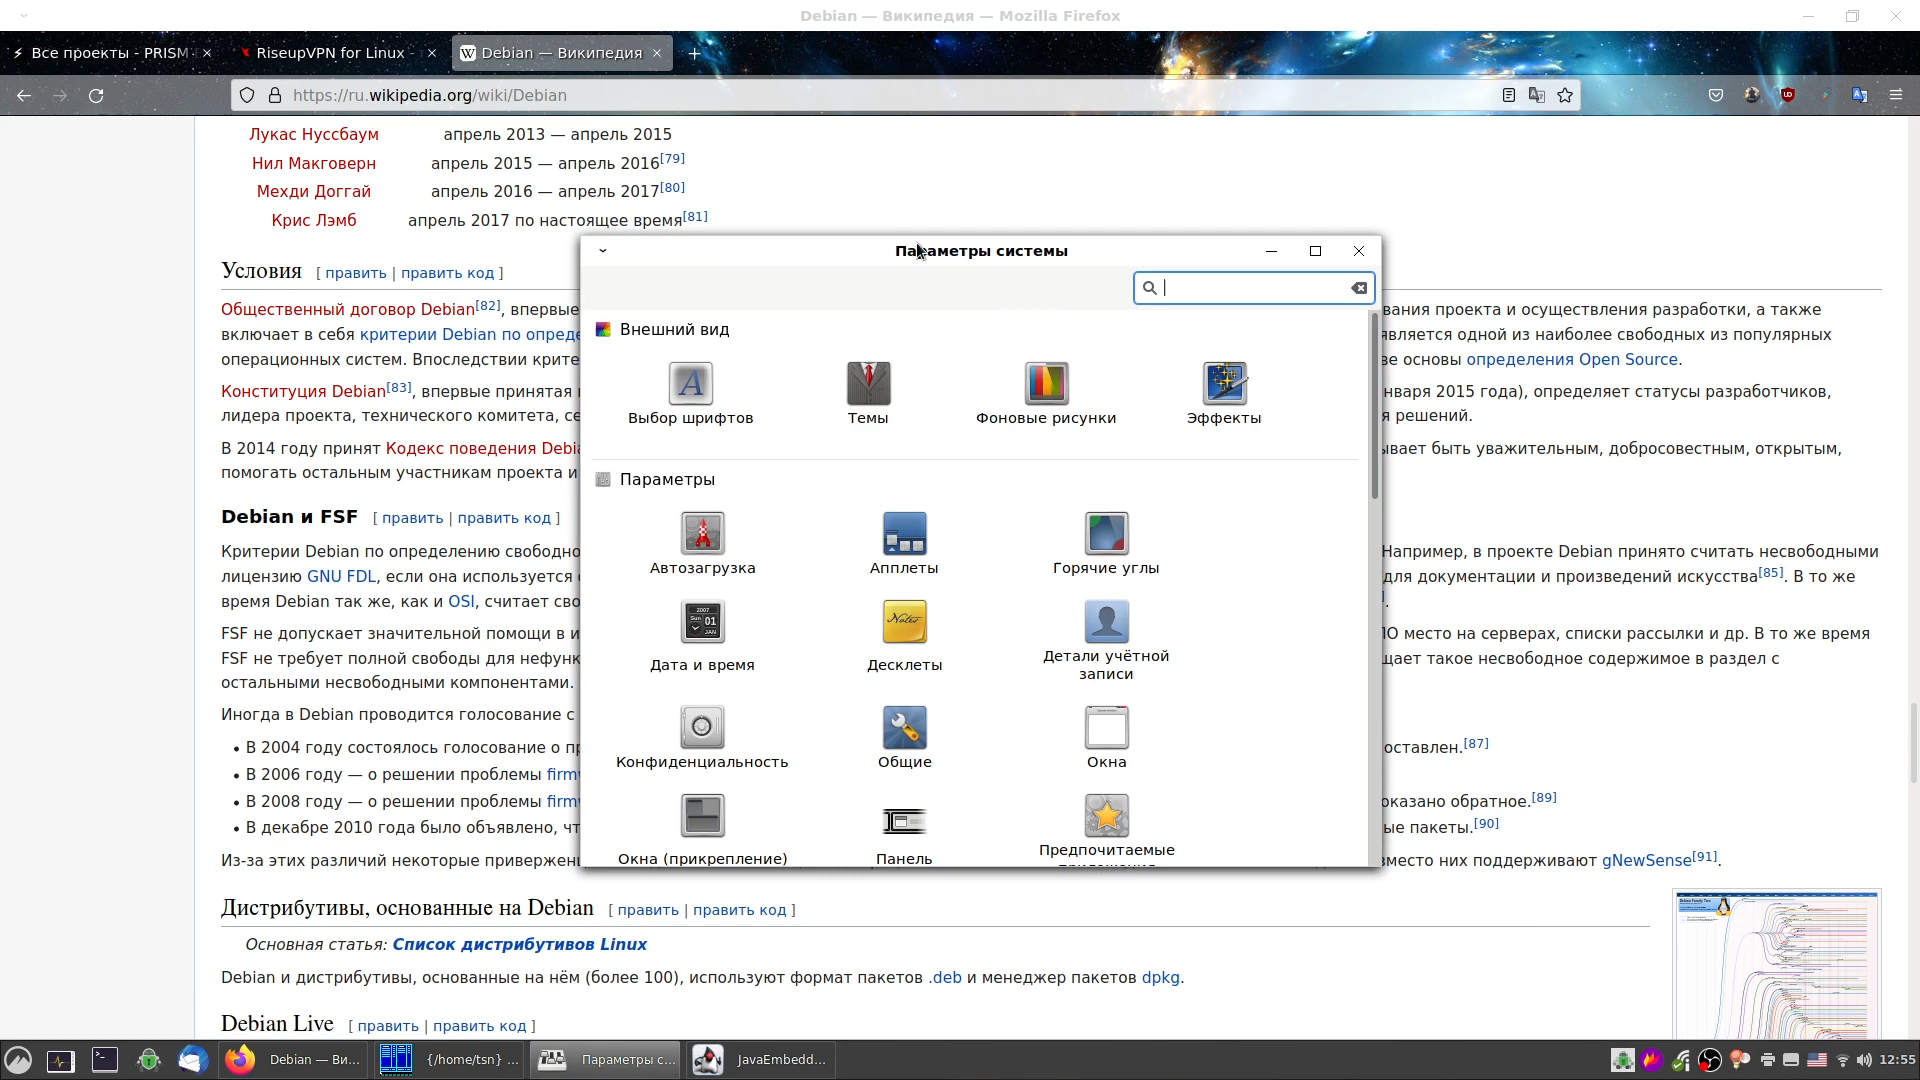 Debian — Википедия — Mozilla Firefox
Все проекты - PRISM
RiseupVPN for Linux -
Debian — Википедия
https://ru.wikipedia.org/wiki/Debian
Лукас Нуссбаум апрель 2013 — апрель 2015
Нил Макговерн апрель 2015 — апрель 2016[79]
Мехди Доггай апрель 2016 — апрель 2017[80]
Крис Лэмб апрель 2017 по настоящее время[81]
Условия [ править | править код ]
Общественный договор Debian[82], впервые
вания проекта и осуществления разработки, а также
включает в себя критерии Debian по опреде
является одной из наиболее свободных из популярных
операционных систем. Впоследствии крите
ве основы определения Open Source.
Конституция Debian[83], впервые принятая
нваря 2015 года), определяет статусы разработчиков,
лидера проекта, технического комитета, се
я решений.
В 2014 году принят Кодекс поведения Debi
ывает быть уважительным, добросовестным, открытым,
помогать остальным участникам проекта и
Debian и FSF [ править | править код ]
Критерии Debian по определению свободно
Например, в проекте Debian принято считать несвободными
лицензию GNU FDL, если она используется
для документации и произведений искусства[85]. В то же
время Debian так же, как и OSI, считает сво
].
FSF не допускает значительной помощи в и
ПО место на серверах, списки рассылки и др. В то же время
FSF не требует полной свободы для нефунк
щает такое несвободное содержимое в раздел с
остальными несвободными компонентами.
Иногда в Debian проводится голосование с
• В 2004 году состоялось голосование о пр
оставлен.[87]
• В 2006 году — о решении проблемы firmw
• В 2008 году — о решении проблемы firmw
оказано обратное.[89]
• В декабре 2010 года было объявлено, чт
ые пакеты.[90]
Из-за этих различий некоторые привержен
вместо них поддерживают gNewSense[91].
Дистрибутивы, основанные на Debian [ править | править код ]
Основная статья: Список дистрибутивов Linux
Debian и дистрибутивы, основанные на нём (более 100), используют формат пакетов .deb и менеджер пакетов dpkg.
Debian Live [ править | править код ]
Параметры системы
Внешний вид
Выбор шрифтов Темы Фоновые рисунки Эффекты
Параметры
Автозагрузка Апплеты Горячие углы
Дата и время Десклеты Детали учётной
записи
Конфиденциальность Общие Окна
Окна (прикрепление) Панель Предпочитаемые
приложения
Debian — Ви... {/home/tsn} ... Параметры с... JavaEmbedd... 12:55